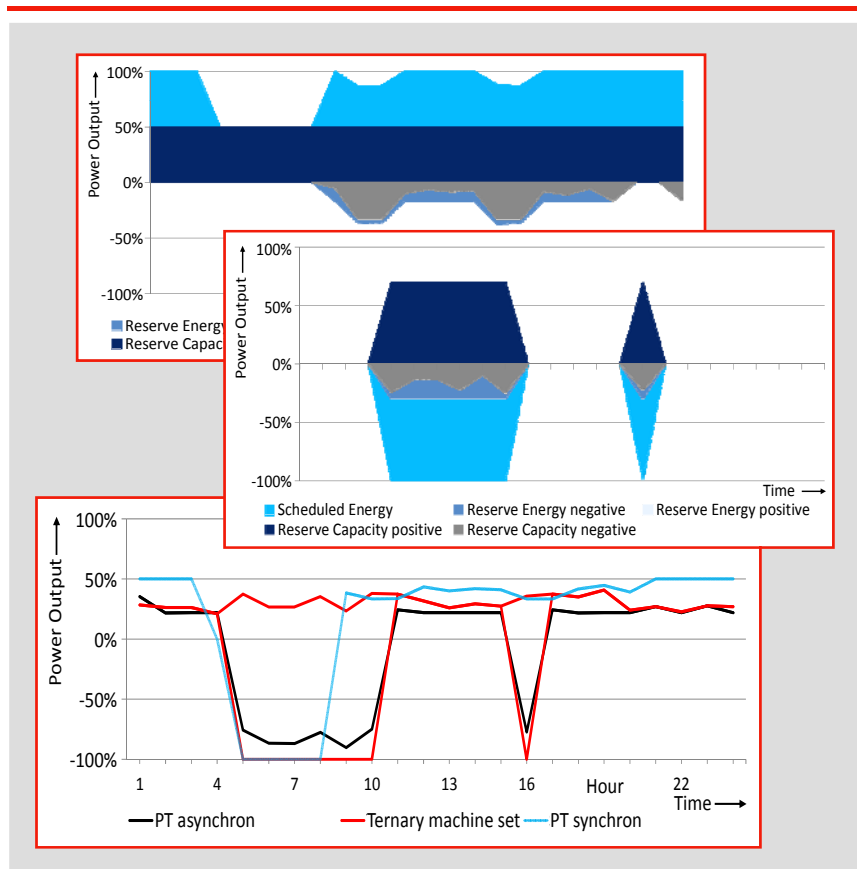 100%
50%
0%
-50%
-100%
Power Output
Reserve Energy
Reserve Capac
100%
50%
0%
-50%
-100%
Power Output
Time
Scheduled Energy Reserve Energy negative Reserve Energy positive
Reserve Capacity positive Reserve Capacity negative
100%
50%
0%
-50%
-100%
Power Output
1 4 7 10 13 16 Hour 22
Time
PT asynchron Ternary machine set PT synchron